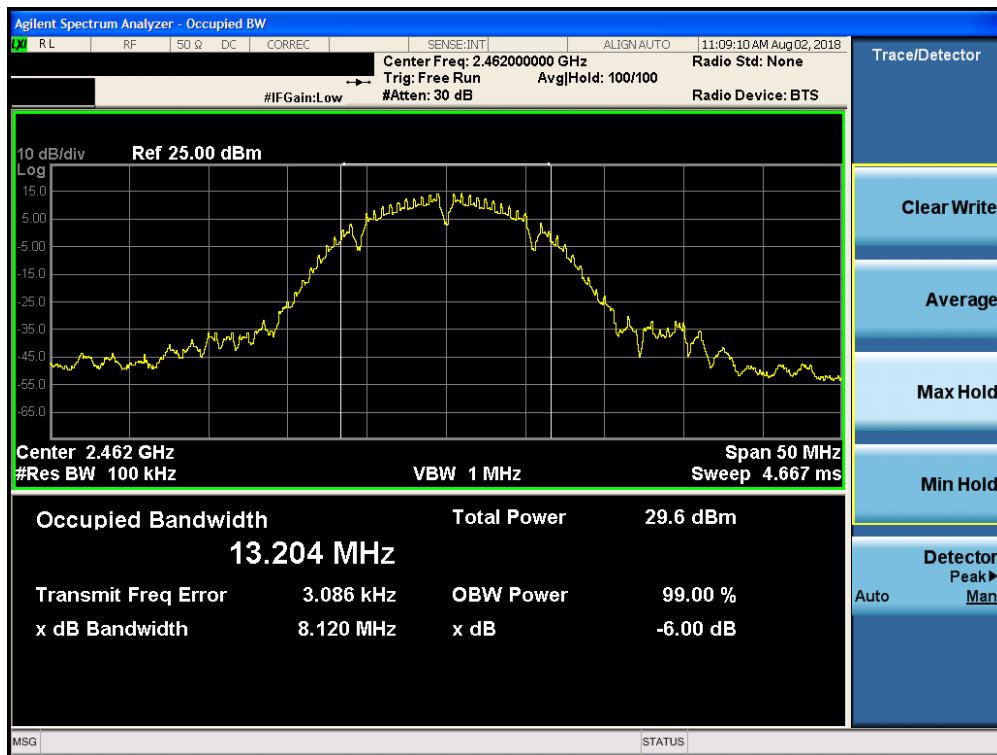 Agilent Spectrum Analyzer - Occupied BW
LXI RL RF 50 Ω DC CORREC SENSE:INT ALIGN AUTO 11:09:10 AM Aug 02, 2018
Center Freq: 2.462000000 GHz Radio Std: None
Trig: Free Run Avg|Hold: 100/100
#IFGain:Low #Atten: 30 dB Radio Device: BTS
Trace/Detector
10 dB/div Ref 25.00 dBm
Log
15.0
5.00
-5.00
-15.0
-25.0
-35.0
-45.0
-55.0
-65.0
Center 2.462 GHz Span 50 MHz
#Res BW 100 kHz VBW 1 MHz Sweep 4.667 ms
Occupied Bandwidth Total Power 29.6 dBm
13.204 MHz
Transmit Freq Error 3.086 kHz OBW Power 99.00 %
x dB Bandwidth 8.120 MHz x dB -6.00 dB
Clear Write
Average
Max Hold
Min Hold
Detector
Peak▶
Auto Man
MSG STATUS